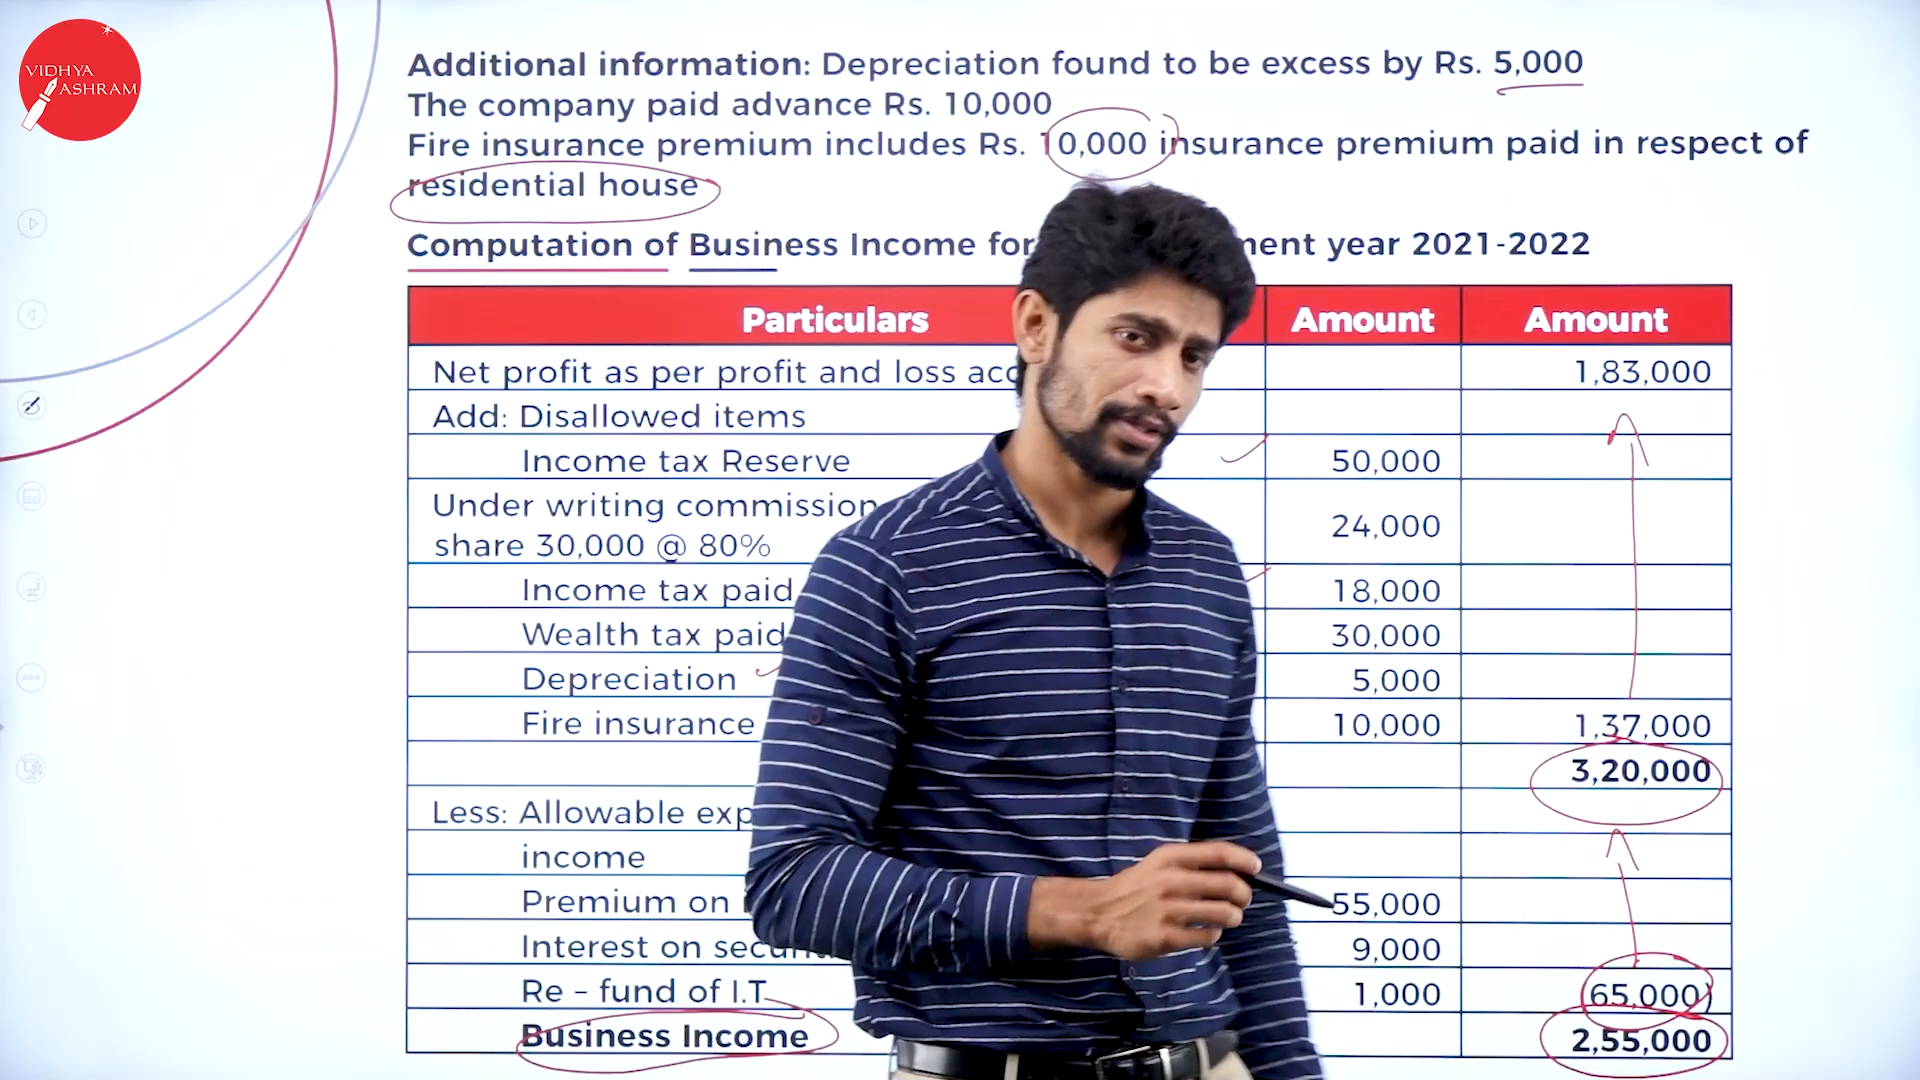 VIDHYA
ASHRAM
Additional information: Depreciation found to be excess by Rs. 5,000
The company paid advance Rs. 10,000
Fire insurance premium includes Rs. 10,000 insurance premium paid in respect of
residential house
Computation of Business Income for year 2021-2022
Particulars Amount Amount
Net profit as per profit and loss 1,83,000
Add: Disallowed items
Income tax Reserve 50,000
Under writing commission
share 30,000 @ 80% 24,000
Income tax paid 18,000
Wealth tax paid 30,000
Depreciation 5,000
Fire insurance 10,000 1,37,000
3,20,000
Less: Allowable
income
Premium on 55,000
Interest on 9,000
Re – fund of I.T 1,000 (65,000)
Business Income 2,55,000